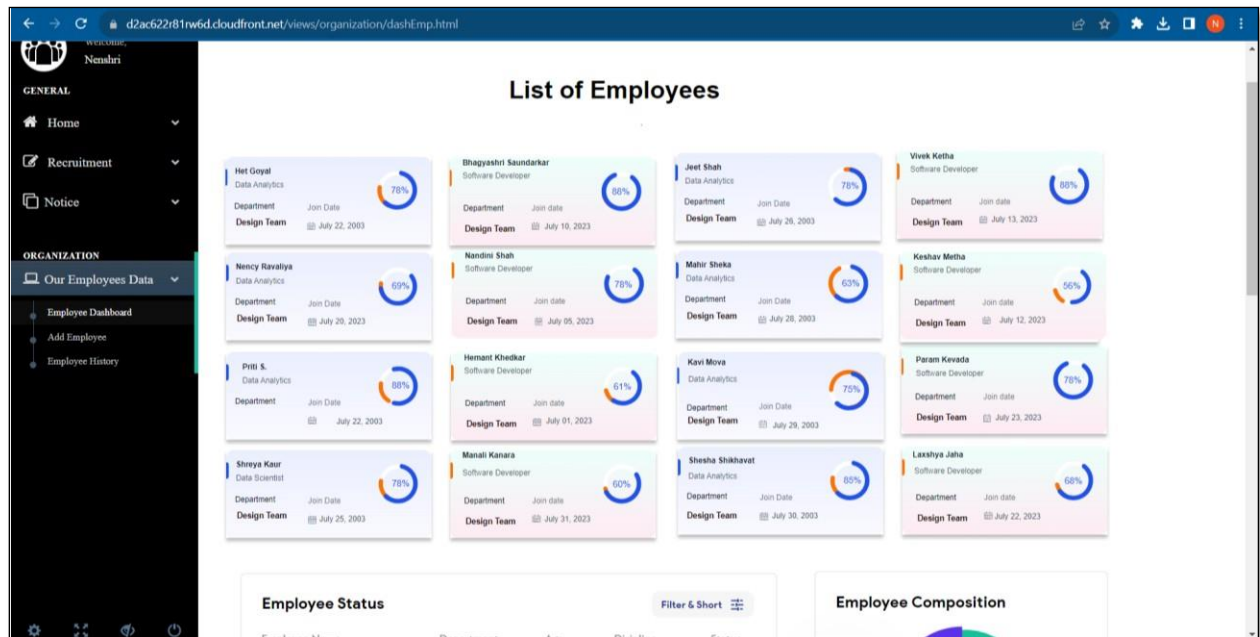 d2ac622r81rw6d.cloudfront.net/views/organization/dashEmp.html
N
Welcome,
Nenshri
GENERAL
Home
Recruitment
Notice
ORGANIZATION
Our Employees Data
Employee Dashboard
Add Employee
Employee History
List of Employees
Het Goyal
Data Analytics
78%
Department Join Date
Design Team July 22, 2003
Bhagyashri Saundarkar
Software Developer
88%
Department Join date
Design Team July 10, 2023
Jeet Shah
Data Analytics
78%
Department Join Date
Design Team July 26, 2003
Vivek Ketha
Software Developer
88%
Department Join date
Design Team July 13, 2023
Nency Ravaliya
Data Analytics
69%
Department Join Date
Design Team July 20, 2023
Nandini Shah
Software Developer
78%
Department Join date
Design Team July 05, 2023
Mahir Sheka
Data Analytics
63%
Department Join Date
Design Team July 28, 2003
Keshav Metha
Software Developer
56%
Department Join date
Design Team July 12, 2023
Priti S.
Data Analytics
88%
Department Join Date
July 22, 2003
Hemant Khedkar
Software Developer
61%
Department Join date
Design Team July 01, 2023
Kavi Mova
Data Analytics
75%
Department Join Date
Design Team July 29, 2003
Param Kevada
Software Developer
78%
Department Join date
Design Team July 23, 2023
Shreya Kaur
Data Scientist
78%
Department Join Date
Design Team July 25, 2003
Manali Kanara
Software Developer
60%
Department Join date
Design Team July 31, 2023
Shesha Shikhavat
Data Analytics
85%
Department Join Date
Design Team July 30, 2003
Laxshya Jaha
Software Developer
68%
Department Join date
Design Team July 22, 2023
Employee Status
Filter & Short
Employee Composition